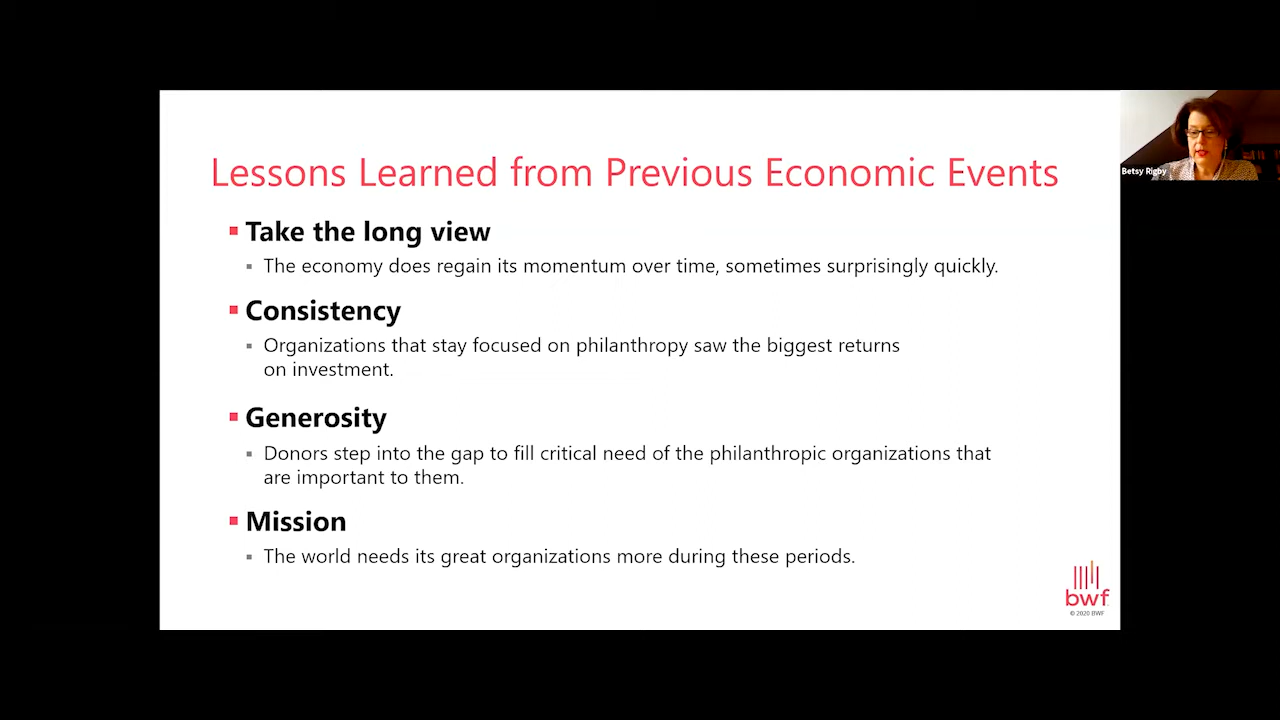 Lessons Learned from Previous Economic Events
Betsy Rigby
Take the long view
The economy does regain its momentum over time, sometimes surprisingly quickly.
Consistency
Organizations that stay focused on philanthropy saw the biggest returns
on investment.
Generosity
Donors step into the gap to fill critical need of the philanthropic organizations that
are important to them.
Mission
The world needs its great organizations more during these periods.
bwf
© 2020 BWF